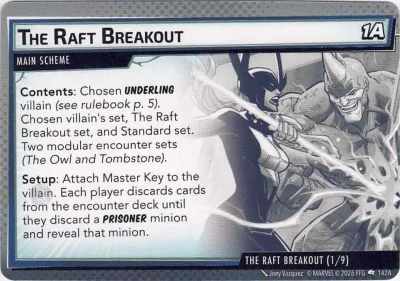 THE RAFT BREAKOUT
1A
MAIN SCHEME
Contents: Chosen UNDERLING
villain (see rulebook p. 5).
Chosen villain's set, The Raft
Breakout set, and Standard set.
Two modular encounter sets
(The Owl and Tombstone).
Setup: Attach Master Key to the
villain. Each player discards cards
from the encounter deck until
they discard a PRISONER minion
and reveal that minion.
THE RAFT BREAKOUT (1/9)
Jory Vazquez. © MARVEL © 2026 FFG 142A